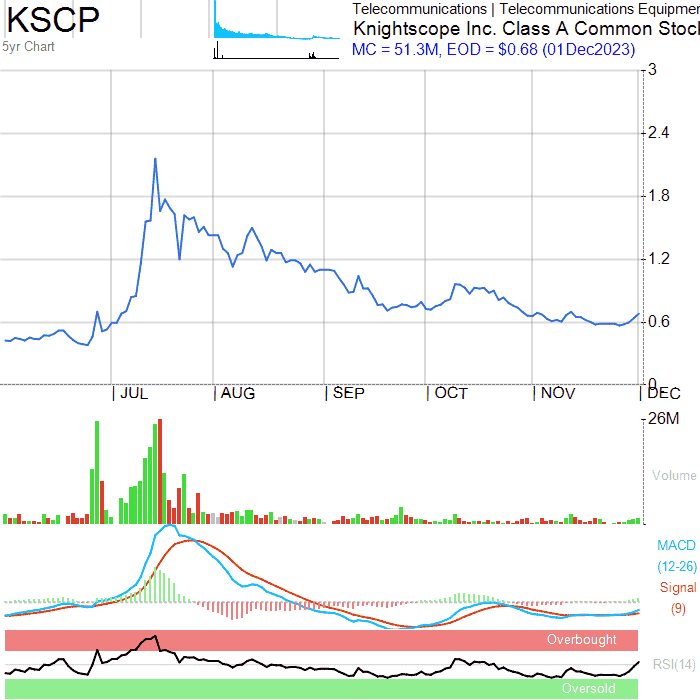 KSCP
5yr Chart
Telecommunications | Telecommunications Equipmen
Knightscope Inc. Class A Common Stoc
MC = 51.3M, EOD = $0.68 (01Dec2023)
3
2.4
1.8
1.2
0.6
0
JUL AUG SEP OCT NOV DEC
26M
Volume
MACD
(12-26)
Signal
(9)
Overbought
RSI(14)
Oversold